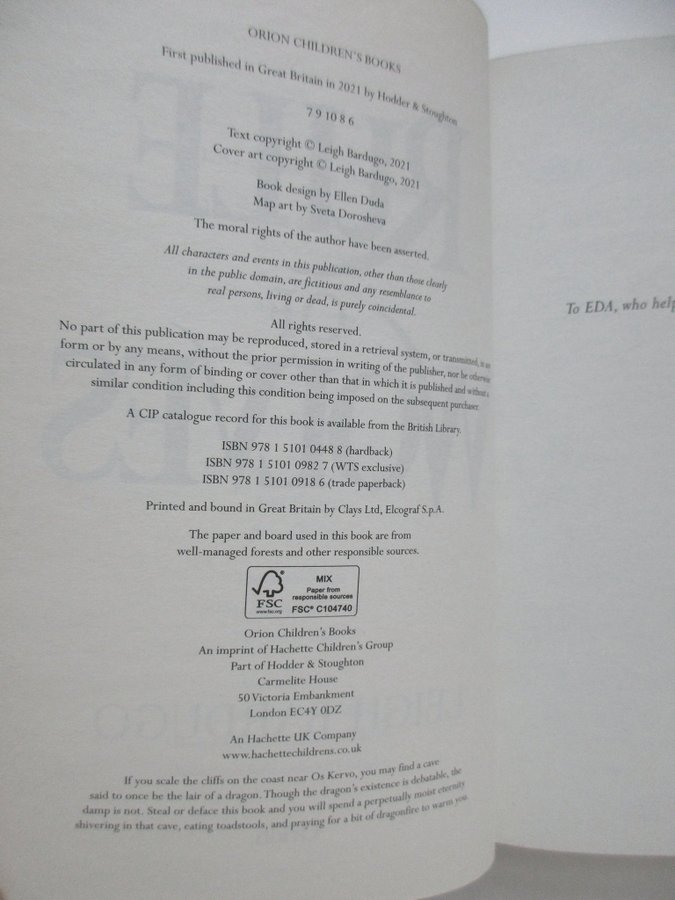 ORION CHILDREN'S BOOKS
First published in Great Britain in 2021 by Hodder & Stoughton
7 9 10 8 6
Text copyright © Leigh Bardugo, 2021
Cover art copyright © Leigh Bardugo, 2021
Book design by Ellen Duda
Map art by Sveta Dorosheva
The moral rights of the author have been asserted.
All characters and events in this publication, other than those clearly
in the public domain, are fictitious and any resemblance to
real persons, living or dead, is purely coincidental.
All rights reserved.
No part of this publication may be reproduced, stored in a retrieval system, or transmitted, in any
form or by any means, without the prior permission in writing of the publisher, nor be otherwise
circulated in any form of binding or cover other than that in which it is published and without a
similar condition including this condition being imposed on the subsequent purchaser.
A CIP catalogue record for this book is available from the British Library.
ISBN 978 1 5101 0448 8 (hardback)
ISBN 978 1 5101 0982 7 (WTS exclusive)
ISBN 978 1 5101 0918 6 (trade paperback)
Printed and bound in Great Britain by Clays Ltd, Elcograf S.p.A.
The paper and board used in this book are from
well-managed forests and other responsible sources.
FSC
www.fsc.org
MIX
Paper from
responsible sources
FSC® C104740
Orion Children's Books
An imprint of Hachette Children's Group
Part of Hodder & Stoughton
Carmelite House
50 Victoria Embankment
London EC4Y 0DZ
An Hachette UK Company
www.hachettechildrens.co.uk
If you scale the cliffs on the coast near Os Kervo, you may find a cave
said to once be the lair of a dragon. Though the dragon's existence is debatable, the
damp is not. Steal or deface this book and you will spend a perpetually moist eternity
shivering in that cave, eating toadstools, and praying for a bit of dragonfire to warm you.
To EDA, who help